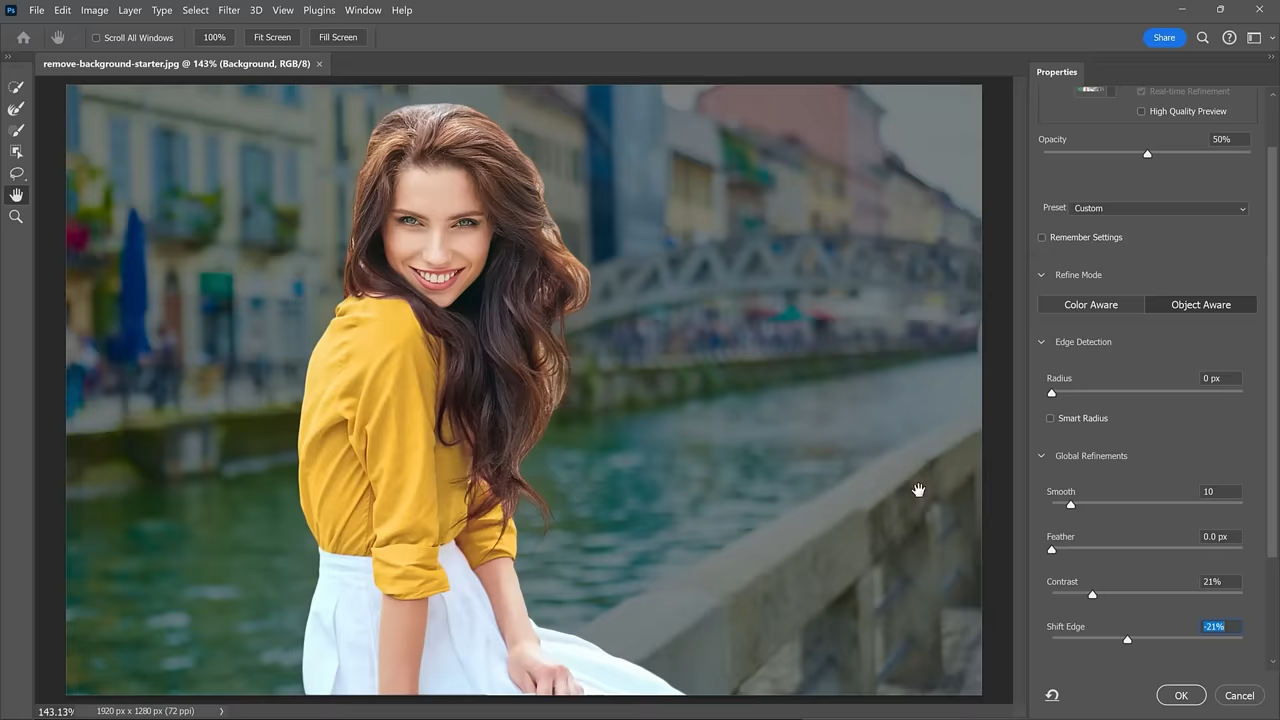 Ps File Edit Image Layer Type Select Filter 3D View Plugins Window Help
Scroll All Windows 100% Fit Screen Fill Screen Share
remove-background-starter.jpg @ 143% (Background, RGB/8) ×
Properties
Real-time Refinement
High Quality Preview
Opacity 50%
Preset Custom
Remember Settings
Refine Mode
Color Aware Object Aware
Edge Detection
Radius 0 px
Smart Radius
Global Refinements
Smooth 10
Feather 0.0 px
Contrast 21%
Shift Edge -21%
OK Cancel
143.13% 1920 px x 1280 px (72 ppi)